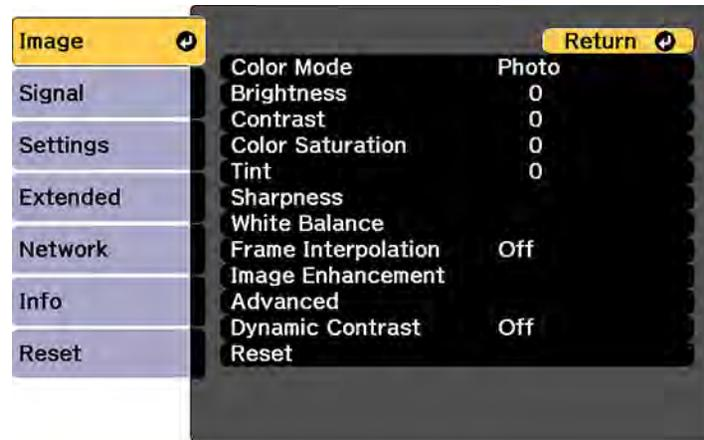 Image
Signal
Settings
Extended
Network
Info
Reset
Return
Color Mode Photo
Brightness 0
Contrast 0
Color Saturation 0
Tint 0
Sharpness
White Balance
Frame Interpolation Off
Image Enhancement
Advanced
Dynamic Contrast Off
Reset